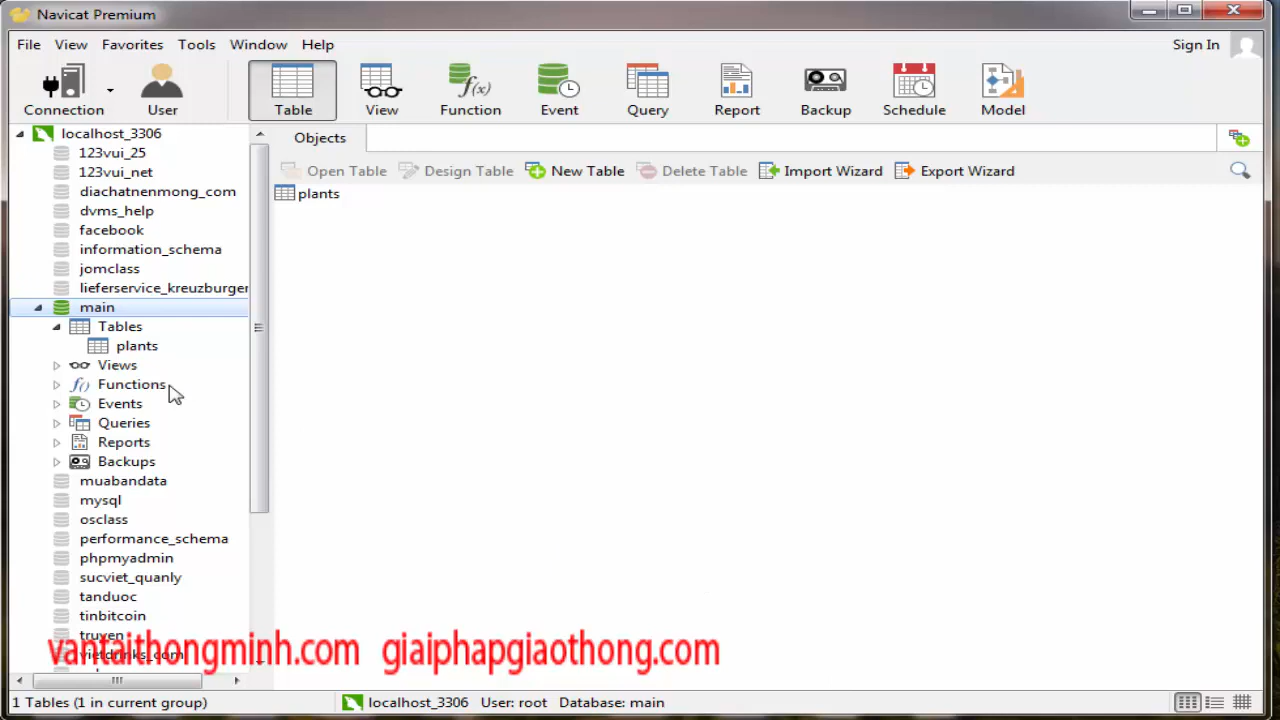 Navicat Premium
File View Favorites Tools Window Help Sign In
Connection User Table View Function Event Query Report Backup Schedule Model
localhost_3306
123vui_25
123vui_net
diachatnenmong_com
dvms_help
facebook
information_schema
jomclass
lieferservice_kreuzburger
main
Tables
plants
Views
Functions
Events
Queries
Reports
Backups
muabandata
mysql
osclass
performance_schema
phpmyadmin
sucviet_quanly
tanduoc
tinbitcoin
truyen
vietdrinks_com
Objects
Open Table Design Table New Table Delete Table Import Wizard Export Wizard
plants
vantaithongminh.com giaiphapgiaothong.com
1 Tables (1 in current group) localhost_3306 User: root Database: main